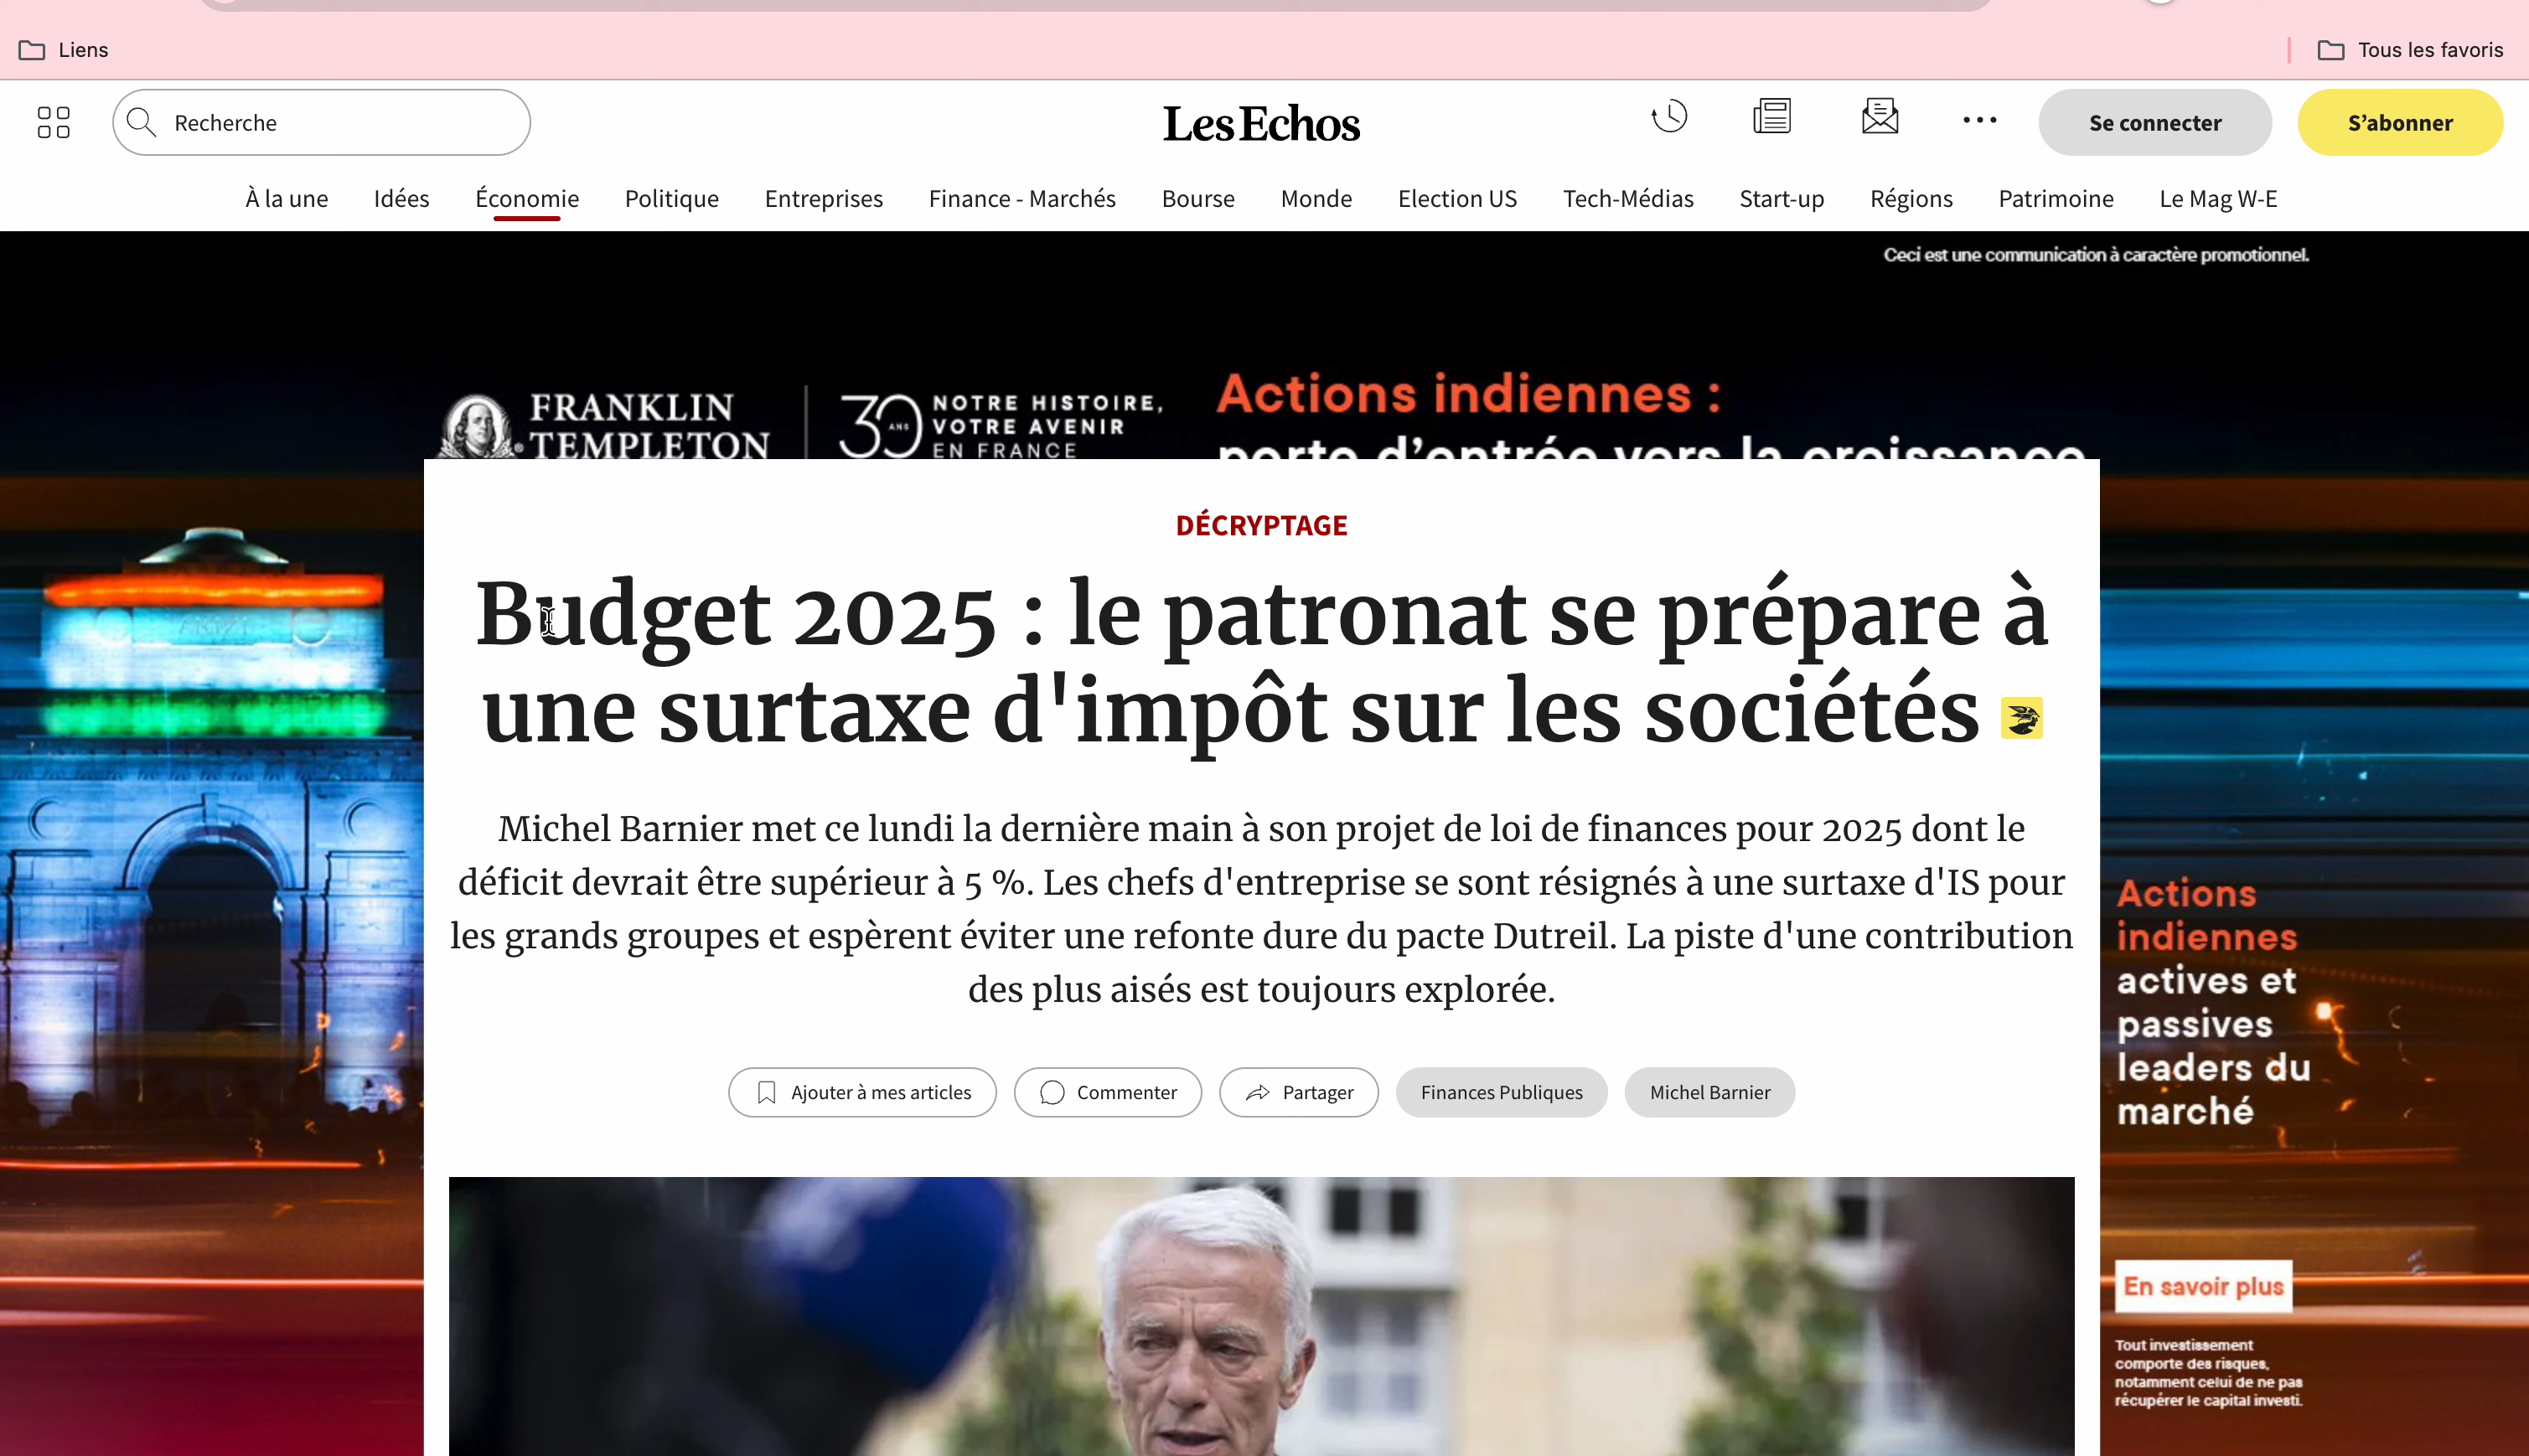 Liens
Tous les favoris
Recherche
Les Echos
Se connecter
S'abonner
À la une
Idées
Économie
Politique
Entreprises
Finance - Marchés
Bourse
Monde
Election US
Tech-Médias
Start-up
Régions
Patrimoine
Le Mag W-E
Ceci est une communication à caractère promotionnel.
FRANKLIN
TEMPLETON
30 ANS
NOTRE HISTOIRE,
VOTRE AVENIR
EN FRANCE
Actions indiennes :
porte d'entrée vers la croissance
DÉCRYPTAGE
Budget 2025 : le patronat se prépare à
une surtaxe d'impôt sur les sociétés
Michel Barnier met ce lundi la dernière main à son projet de loi de finances pour 2025 dont le
déficit devrait être supérieur à 5 %. Les chefs d'entreprise se sont résignés à une surtaxe d'IS pour
les grands groupes et espèrent éviter une refonte dure du pacte Dutreil. La piste d'une contribution
des plus aisés est toujours explorée.
Ajouter à mes articles
Commenter
Partager
Finances Publiques
Michel Barnier
Actions
indiennes
actives et
passives
leaders du
marché
En savoir plus
Tout investissement
comporte des risques,
notamment celui de ne pas
récupérer le capital investi.